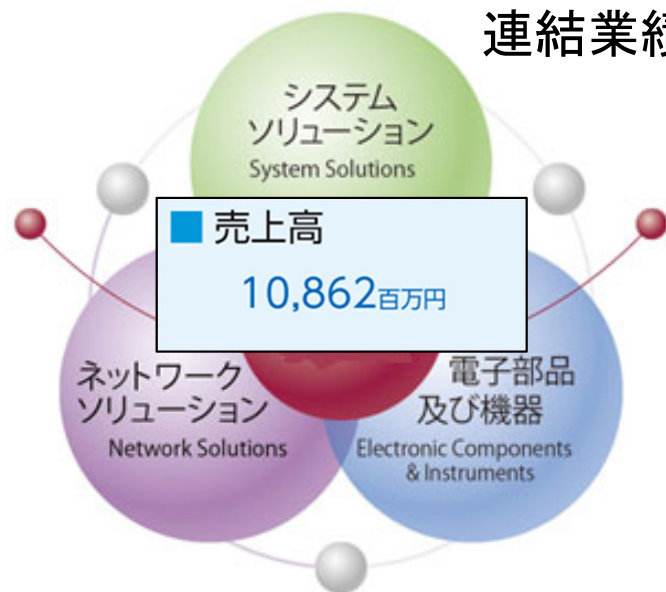 連結業績
システム
ソリューション
System Solutions
■ 売上高
10,862百万円
ネットワーク
ソリューション
Network Solutions
電子部品
及び機器
Electronic Components
& Instruments